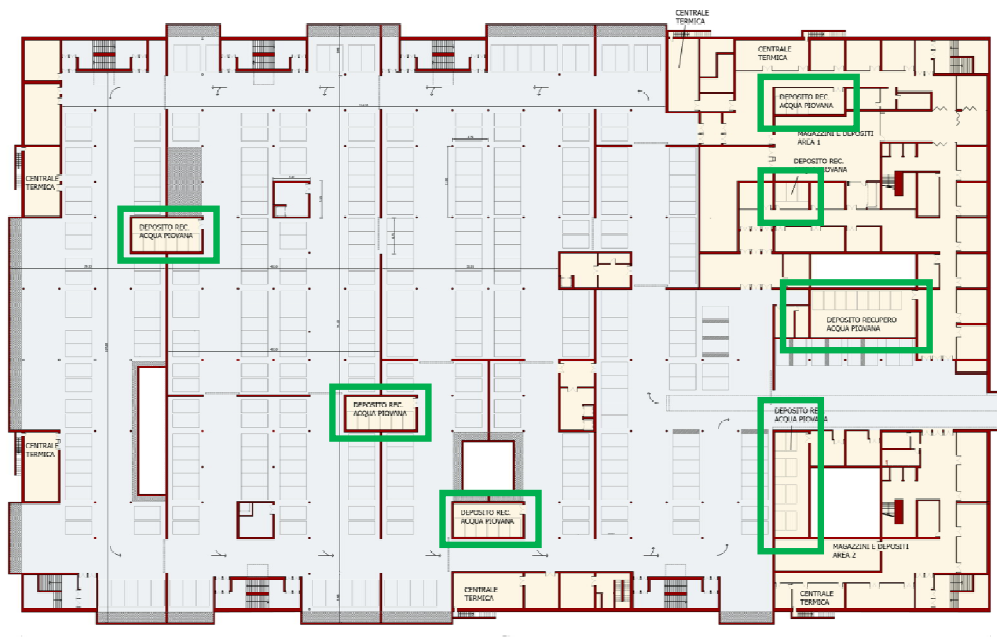 CENTRALE
TERMICA
CENTRALE
TERMICA
DEPOSITO REC.
ACQUA PIOVANA
MAGAZZINI E DEPOSITI
AREA 1
DEPOSITO REC.
CENTRALE
TERMICA
DEPOSITO REC.
ACQUA PIOVANA
DEPOSITO RECUPERO
ACQUA PIOVANA
DEPOSITO REC.
ACQUA PIOVANA
DEPOSITO REC.
ACQUA PIOVANA
CENTRALE
TERMICA
DEPOSITO REC.
ACQUA PIOVANA
MAGAZZINI E DEPOSITI
AREA 2
CENTRALE
TERMICA
CENTRALE
TERMICA